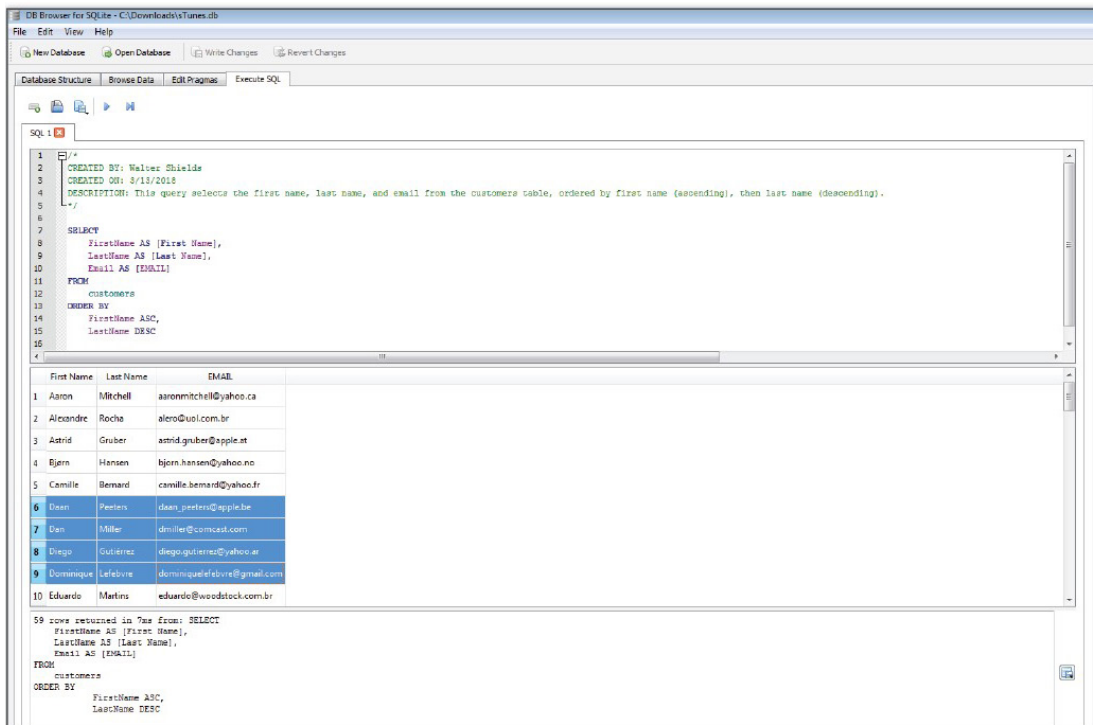 DB Browser for SQLite - C:\Downloads\sTunes.db
File Edit View Help
New Database Open Database Write Changes Revert Changes
Database Structure Browse Data Edit Pragmas Execute SQL
SQL 1
1 /*
2 CREATED BY: Walter Shields
3 CREATED ON: 3/13/2018
4 DESCRIPTION: This query selects the first name, last name, and email from the customers table, ordered by first name (ascending), then last name (descending).
5 */
6
7 SELECT
8 FirstName AS [First Name],
9 LastName AS [Last Name],
10 Email AS [EMAIL]
11 FROM
12 customers
13 ORDER BY
14 FirstName ASC,
15 LastName DESC
16
First Name Last Name EMAIL
1 Aaron Mitchell aaronmitchell@yahoo.ca
2 Alexandre Rocha alero@uol.com.br
3 Astrid Gruber astrid.gruber@apple.at
4 Bjørn Hansen bjorn.hansen@yahoo.no
5 Camille Bernard camille.bernard@yahoo.fr
6 Daan Peeters daan_peeters@apple.be
7 Dan Miller dmiller@comcast.com
8 Diego Gutiérrez diego.gutierrez@yahoo.ar
9 Dominique Lefebvre dominiquelefebvre@gmail.com
10 Eduardo Martins eduardo@woodstock.com.br
59 rows returned in 7ms from: SELECT
FirstName AS [First Name],
LastName AS [Last Name],
Email AS [EMAIL]
FROM
customers
ORDER BY
FirstName ASC,
LastName DESC